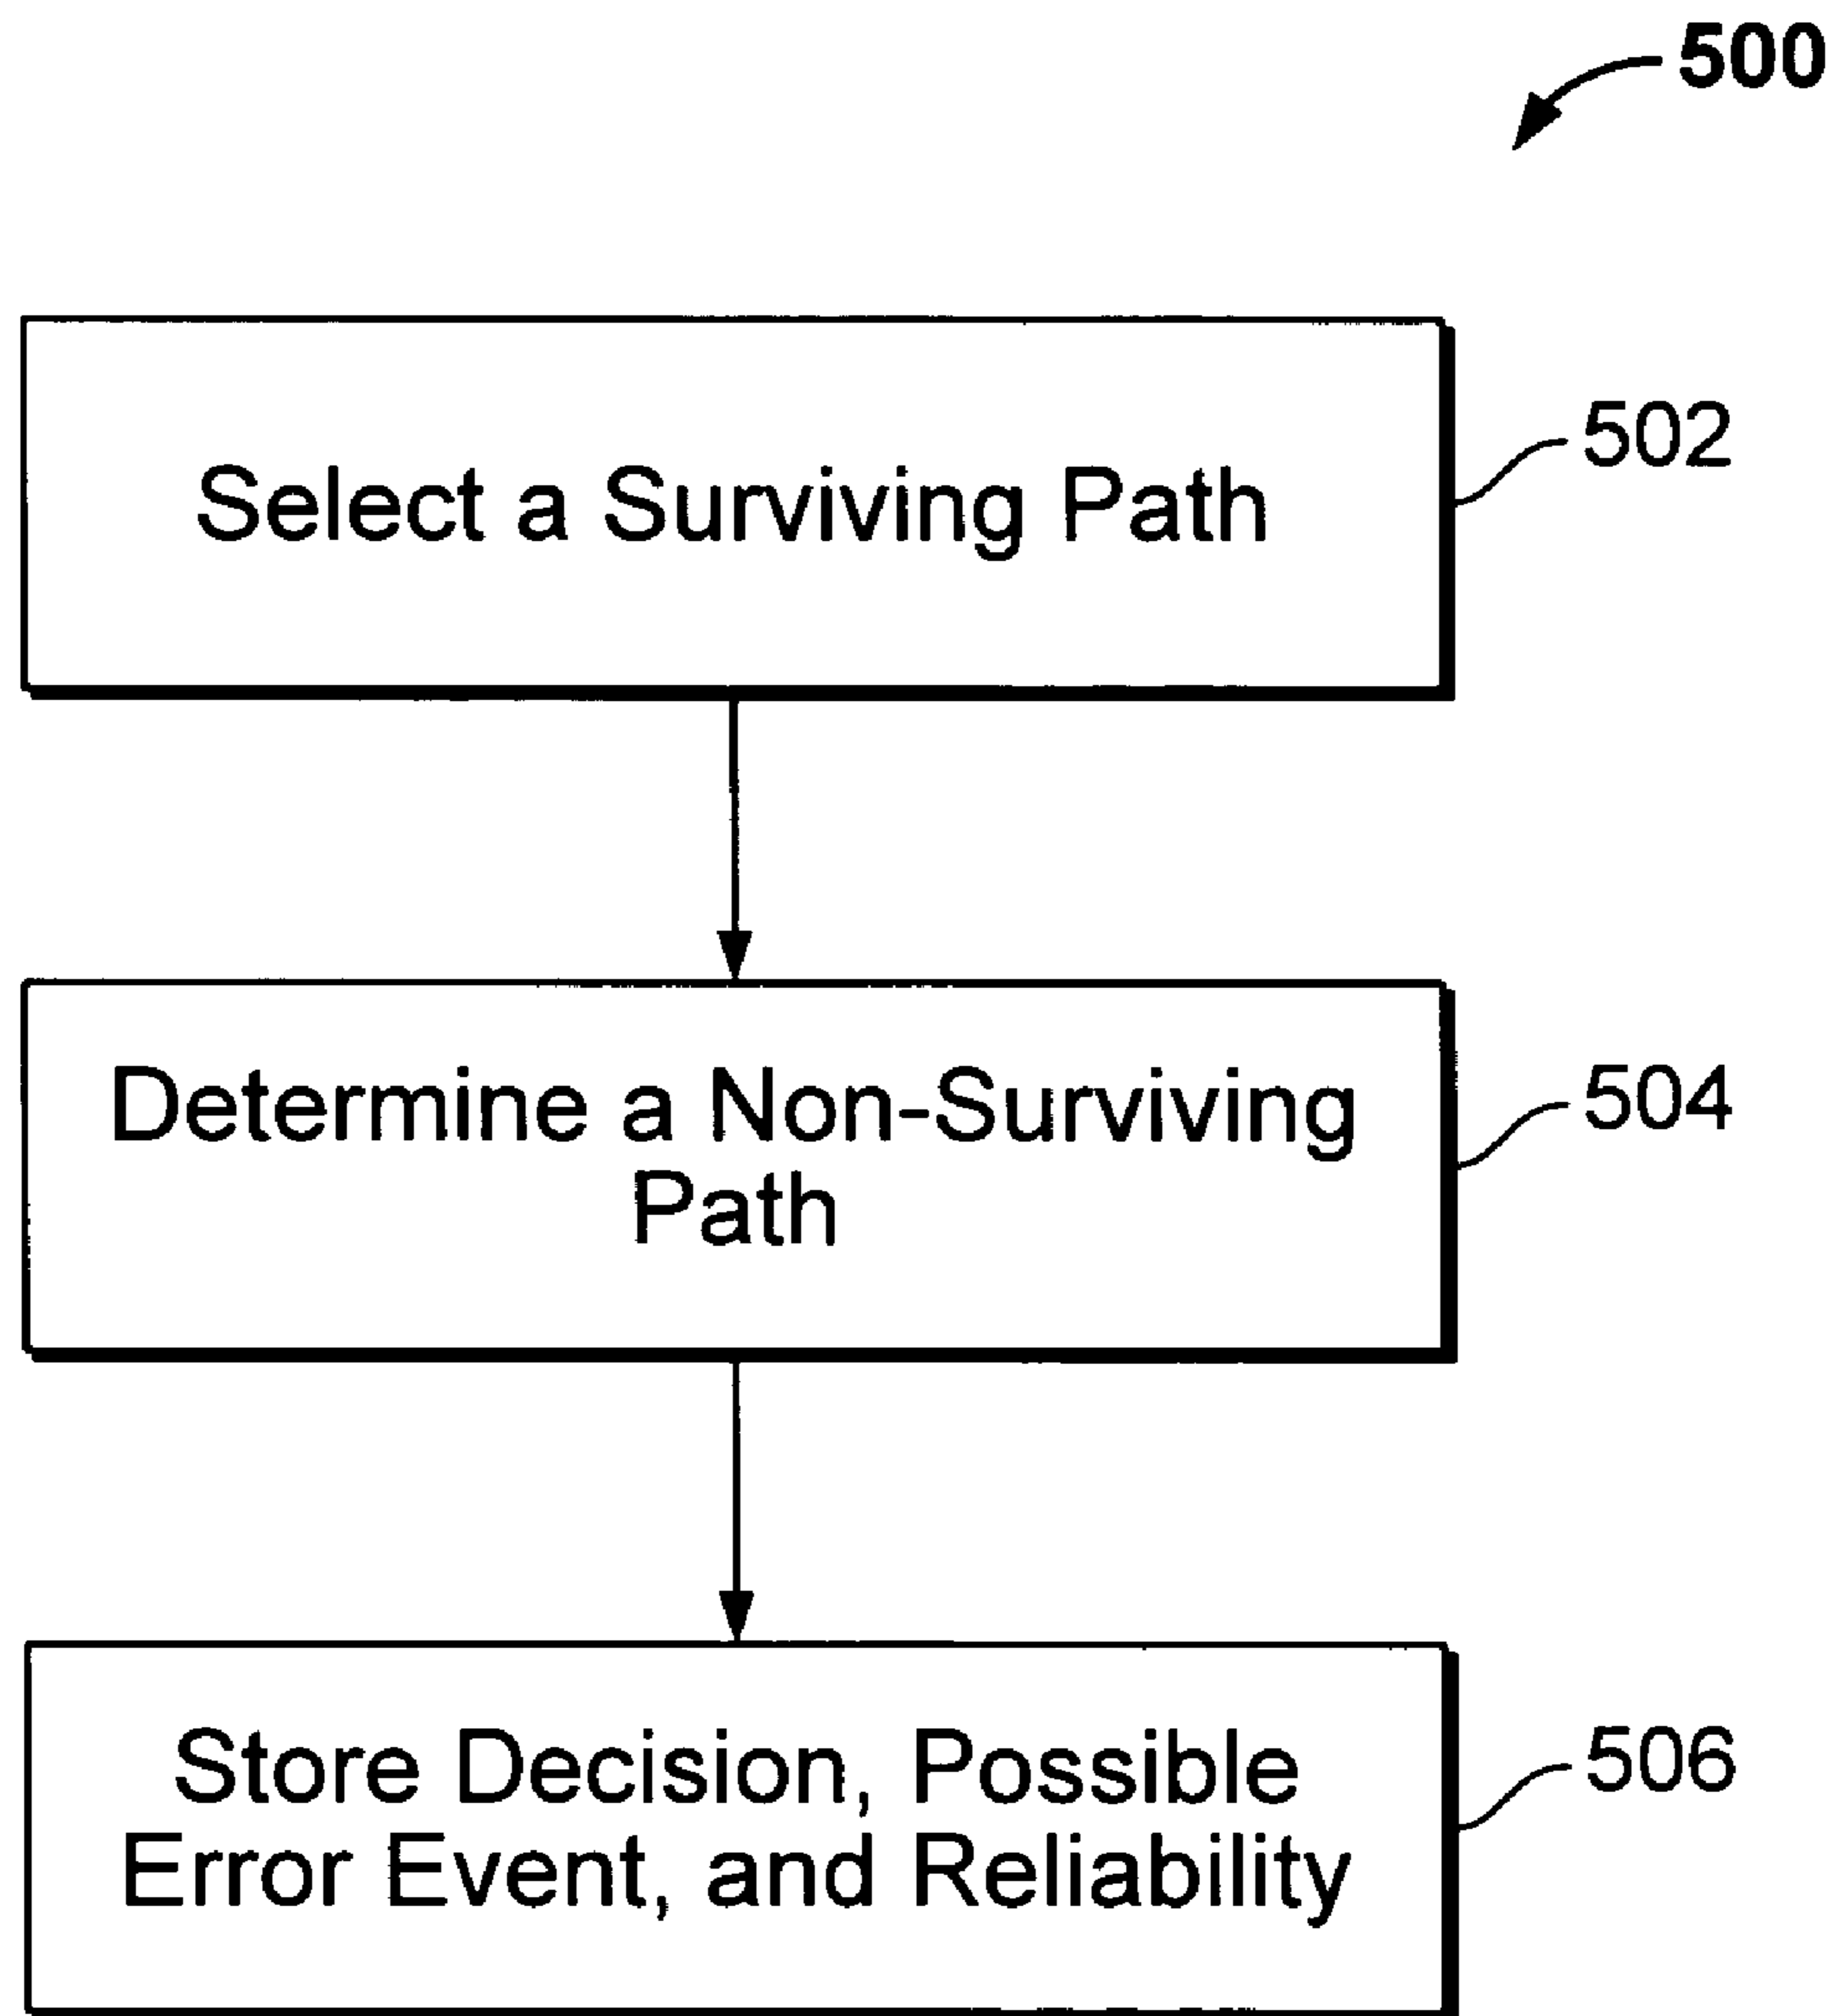 500
Select a Surviving Path
502
Determine a Non-Surviving
Path
504
Store Decision, Possible
Error Event, and Reliability
506